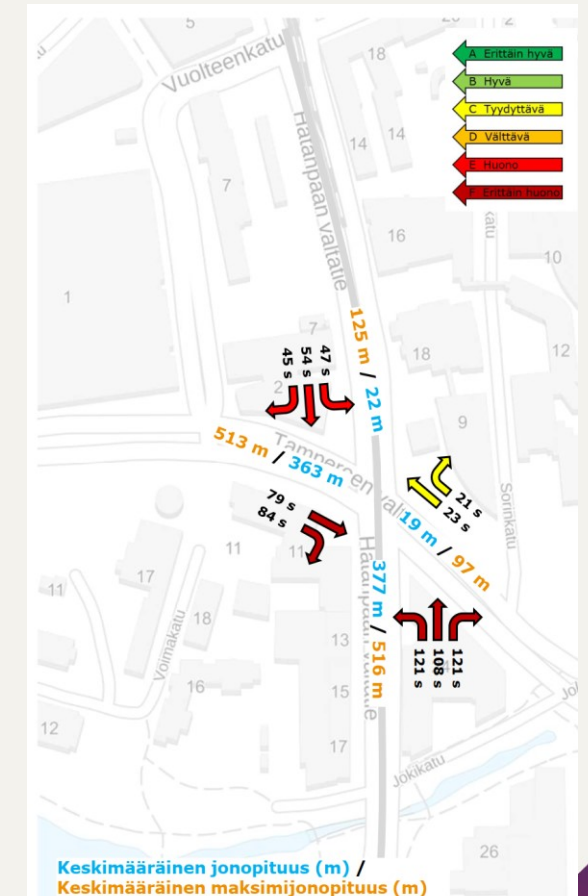 5
2
Vuolteenkatu
18
A Erittäin hyvä
B Hyvä
C Tyydyttävä
D Välttävä
E Huono
F Erittäin huono
Hatanpään valtatie
14
14
7
16
10
1
7
125 m / 22 m
18
12
47 s
54 s
45 s
2
9
513 m / 363 m
Tampereen
21 s
23 s
Sorinkatu
79 s
84 s
19 m / 97 m
11
11
11
17
Voimakatu
18
377 m / 516 m
Hatanpään valtatie
13
121 s
108 s
121 s
16
15
12
17
Jokikatu
26
Keskimääräinen jonopituus (m) /
Keskimääräinen maksimijonopituus (m)